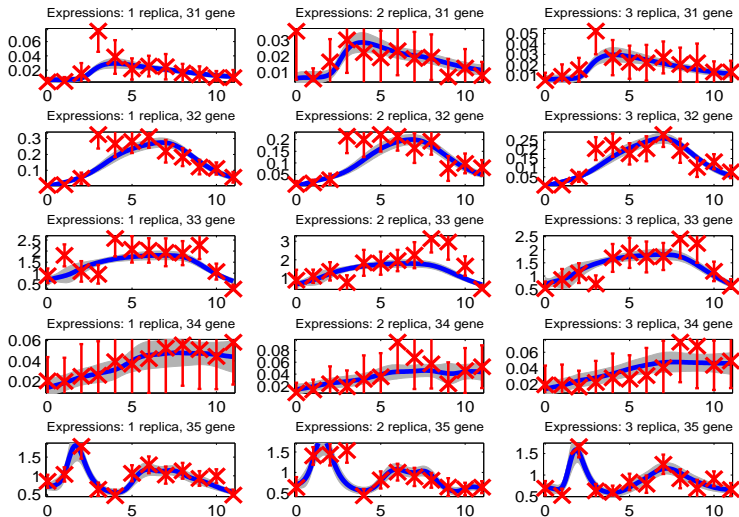 Expressions: 1 replica, 31 gene
Expressions: 2 replica, 31 gene
Expressions: 3 replica, 31 gene
0.06
0.04
0.02
0 5 10
0.03
0.02
0.01
0 5 10
0.05
0.04
0.03
0.02
0.01
0 5 10
Expressions: 1 replica, 32 gene
Expressions: 2 replica, 32 gene
Expressions: 3 replica, 32 gene
0.3
0.2
0.1
0 5 10
0.2
0.15
0.1
0.05
0 5 10
0.25
0.2
0.15
0.1
0.05
0 5 10
Expressions: 1 replica, 33 gene
Expressions: 2 replica, 33 gene
Expressions: 3 replica, 33 gene
2.5
2
1.5
1
0.5
0 5 10
3
2
1
0 5 10
2.5
2
1.5
1
0.5
0 5 10
Expressions: 1 replica, 34 gene
Expressions: 2 replica, 34 gene
Expressions: 3 replica, 34 gene
0.06
0.04
0.02
0 5 10
0.08
0.06
0.04
0.02
0 5 10
0.06
0.04
0.02
0 5 10
Expressions: 1 replica, 35 gene
Expressions: 2 replica, 35 gene
Expressions: 3 replica, 35 gene
1.5
1
0.5
0 5 10
1.5
1
0.5
0 5 10
1.5
1
0.5
0 5 10